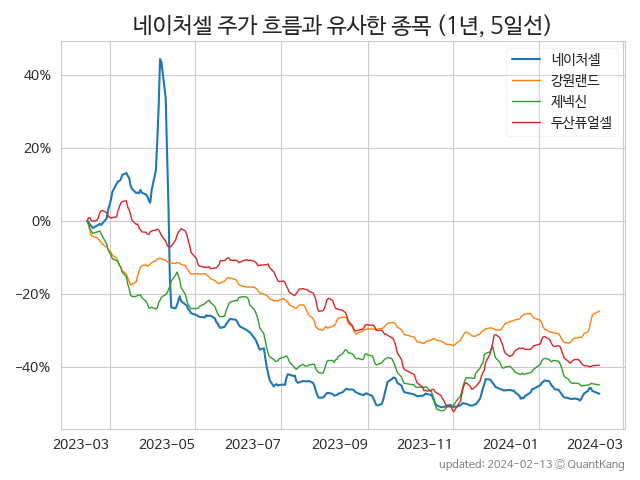 네이처셀 주가 흐름과 유사한 종목 (1년, 5일선)
네이처셀
강원랜드
제넥신
두산퓨얼셀
40%
20%
0%
−20%
−40%
2023-03 2023-05 2023-07 2023-09 2023-11 2024-01 2024-03
updated: 2024-02-13 © QuantKang